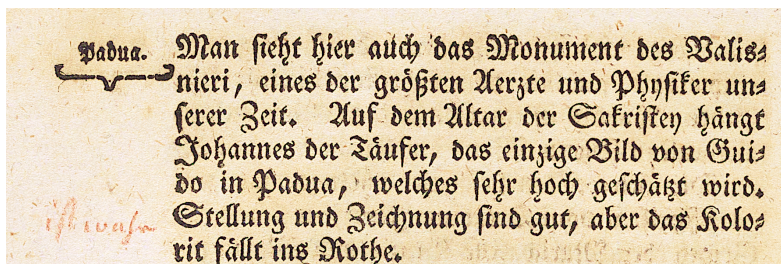 Padua.
Man sieht hier auch das Monument des Valis⸗
nieri, eines der größten Aerzte und Physiker un⸗
serer Zeit. Auf dem Altar der Sakristey hängt
Johannes der Täufer, das einzige Bild von Gui⸗
do in Padua, welches sehr hoch geschätzt wird.
ist wahr
Stellung und Zeichnung sind gut, aber das Kolo⸗
rit fällt ins Rothe.